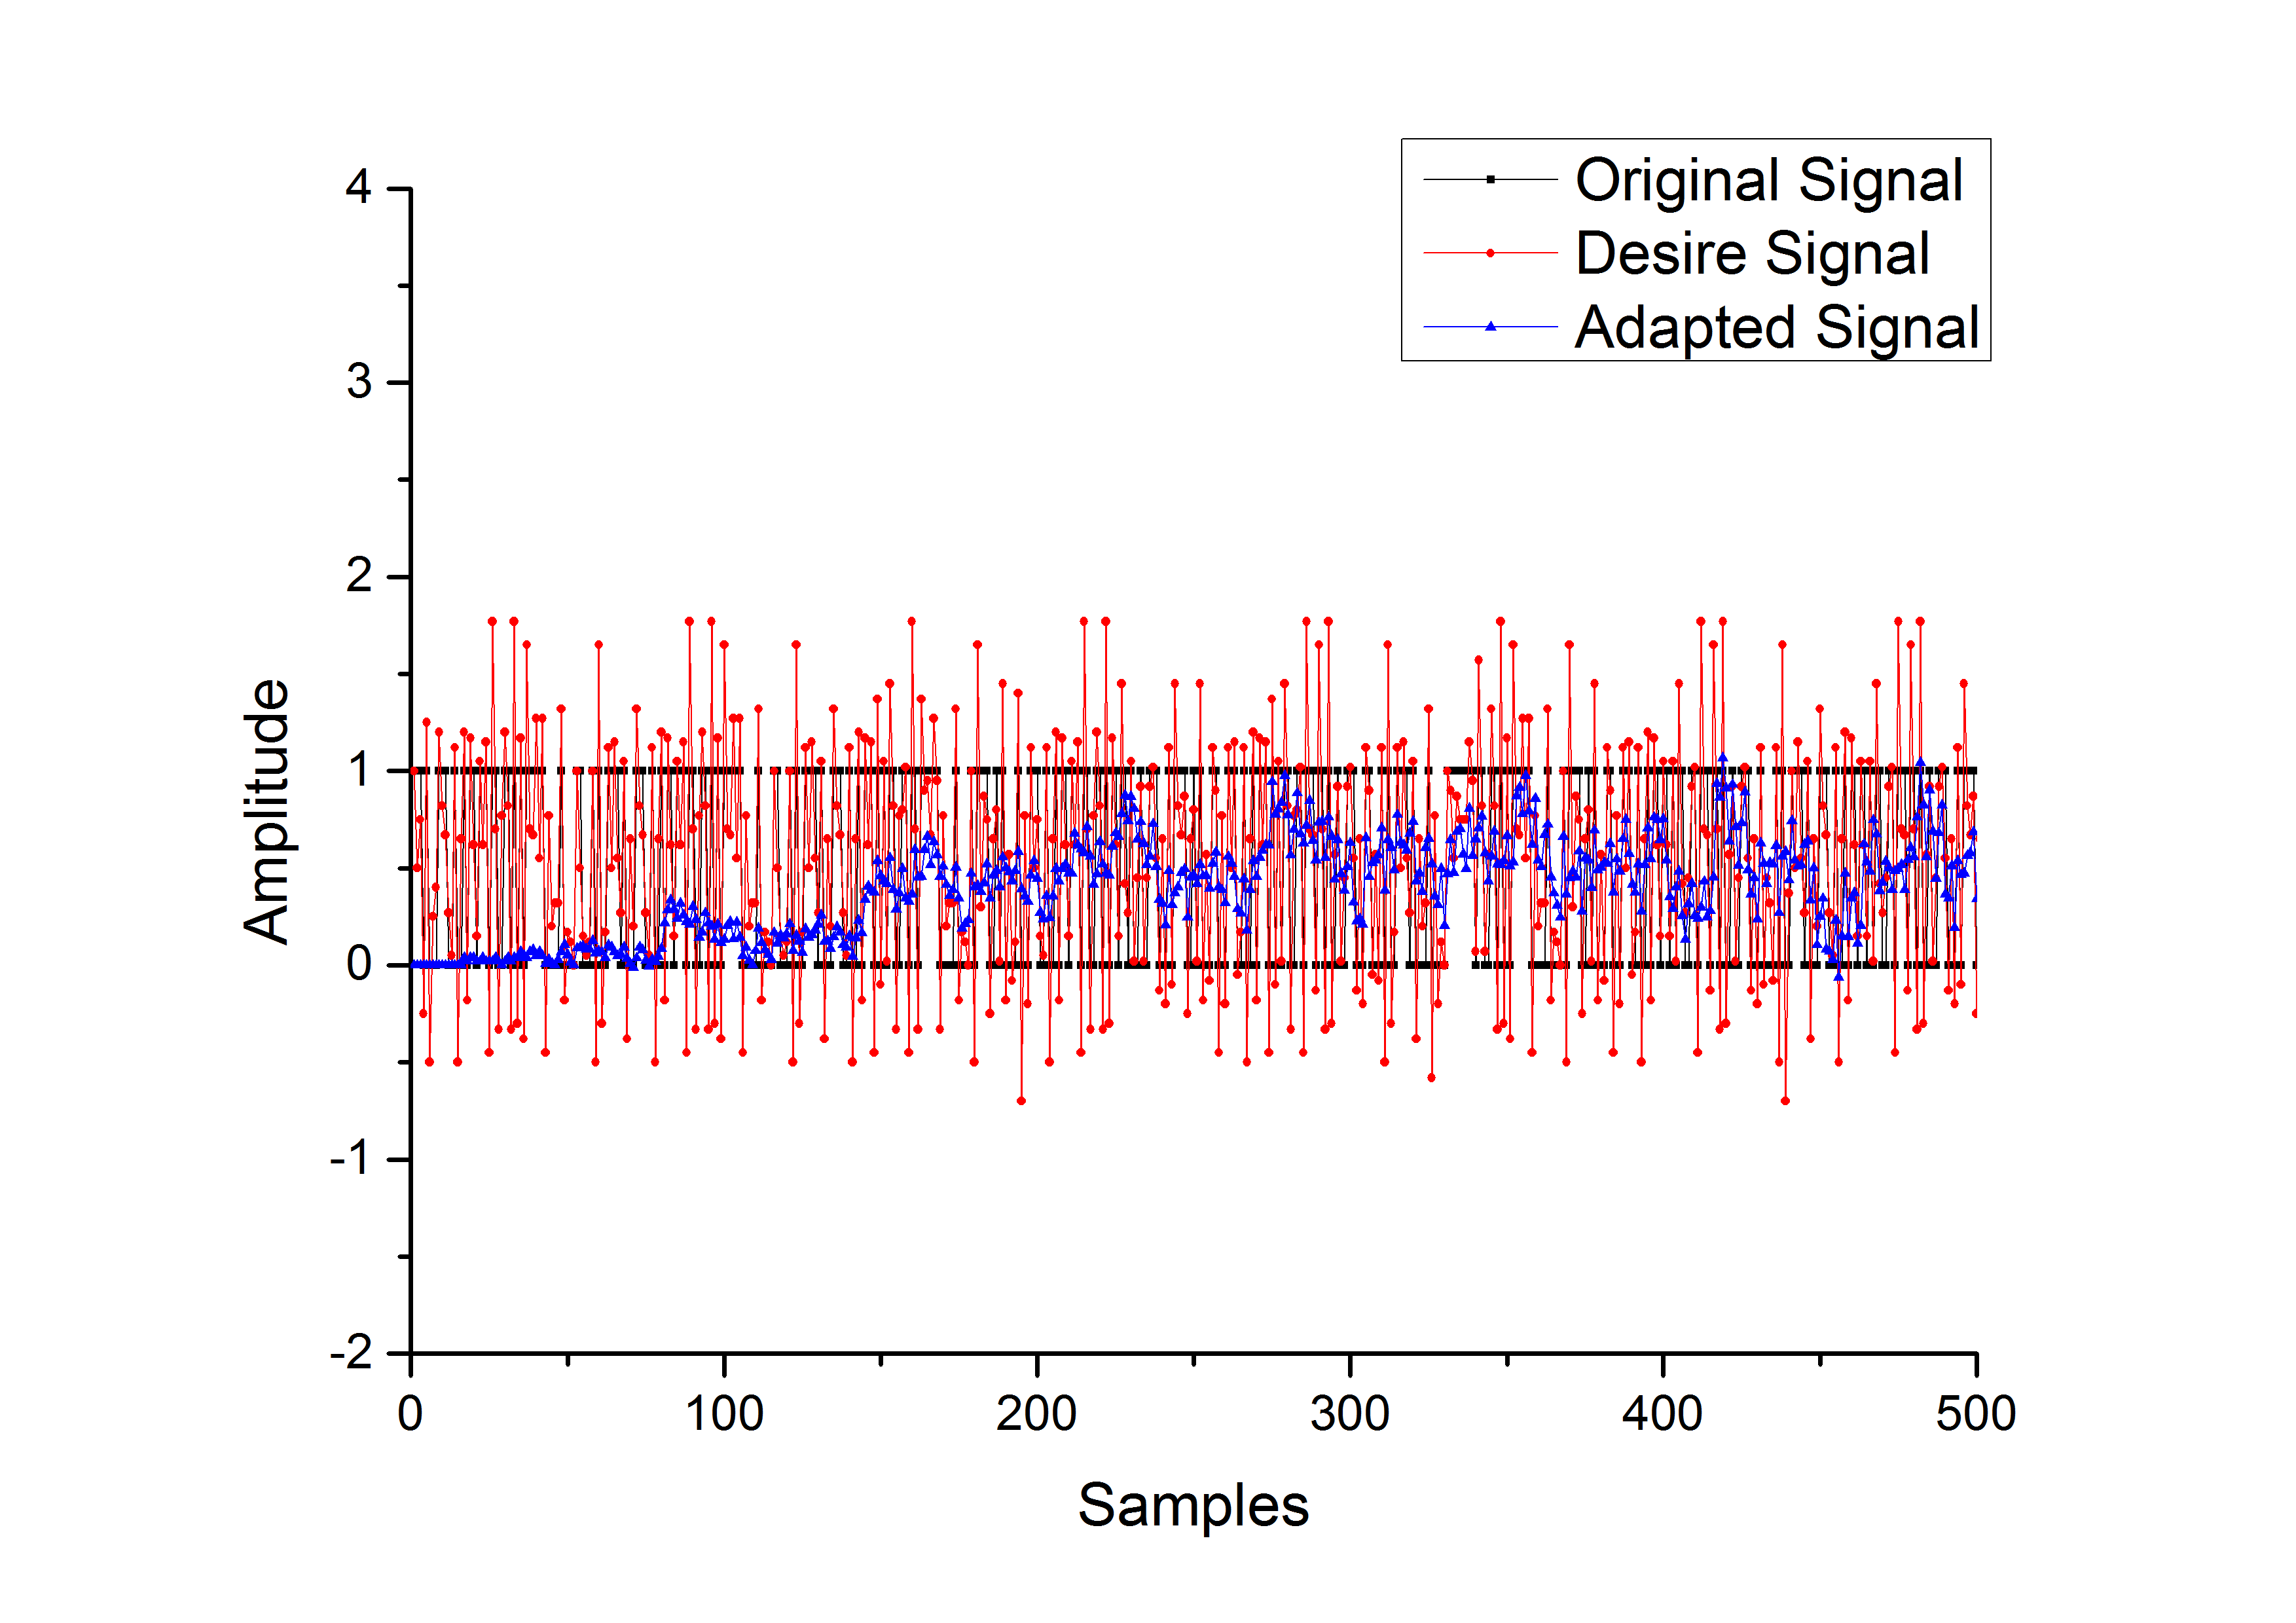 Original Signal
Desire Signal
Adapted Signal
4
3
2
1
0
-1
-2
Amplitude
0 100 200 300 400 500
Samples